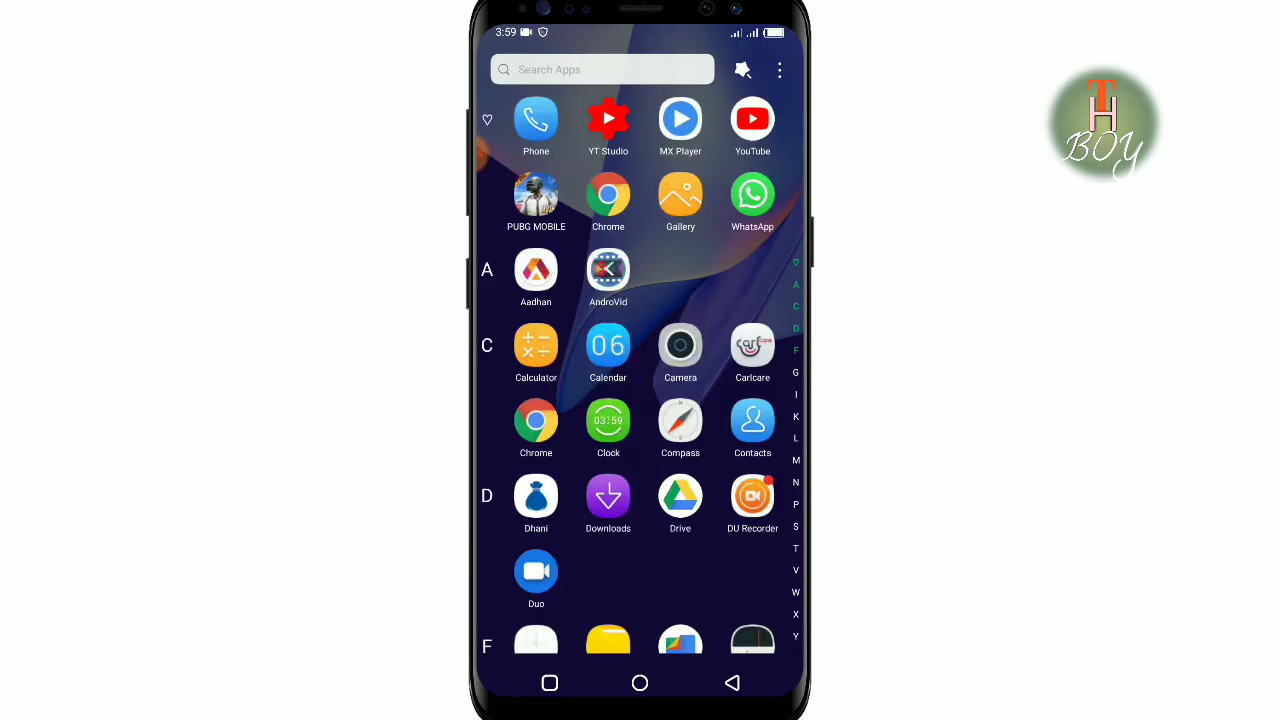 3:59
Search Apps
Phone YT Studio MX Player YouTube
PUBG MOBILE Chrome Gallery WhatsApp
A
Aadhan AndroVid
C
06
Calculator Calendar Camera Carlcare
03:59
Chrome Clock Compass Contacts
D
Dhani Downloads Drive DU Recorder
Duo
F
A
C
D
F
G
I
K
L
M
N
P
S
T
V
W
X
Y
TH
BOY